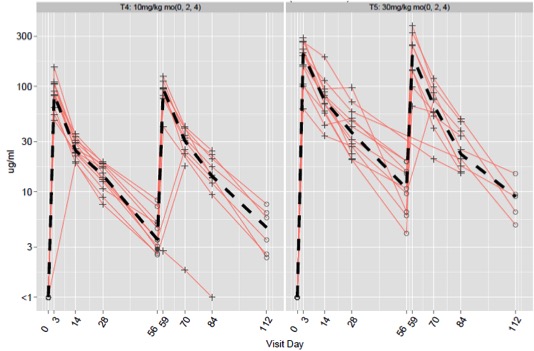 T4: 10mg/kg mo(0, 2, 4)
T5: 30mg/kg mo(0, 2, 4)
ug/ml
300
100
30
10
3
<1
0 3 14 28 56 59 70 84 112
0 3 14 28 56 59 70 84 112
Visit Day